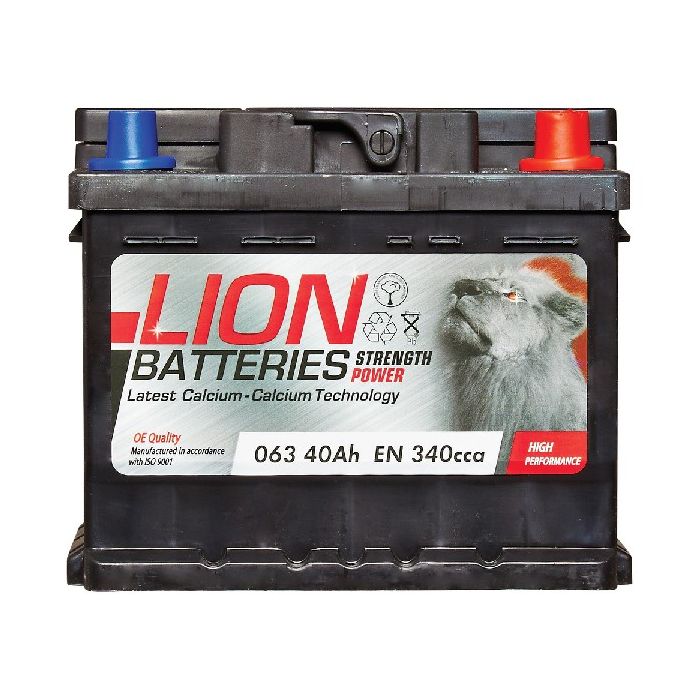 LION
BATTERIES
STRENGTH
POWER
Latest Calcium - Calcium Technology
OE Quality
Manufactured in accordance
with ISO 9001
063 40Ah EN 340cca
HIGH
PERFORMANCE